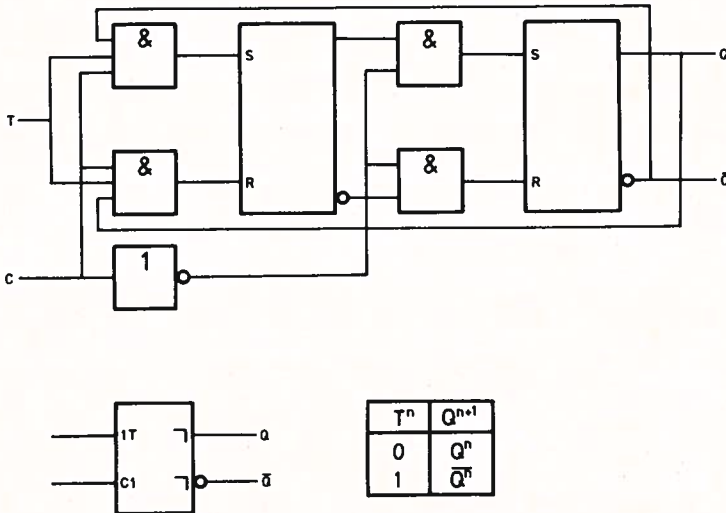 & & Q
S S
T
& &
R R Q̅
C 1
1T ¬ Q
C1 ¬ Q̅
Tⁿ Qⁿ⁺¹
0 Qⁿ
1 Q̅ⁿ